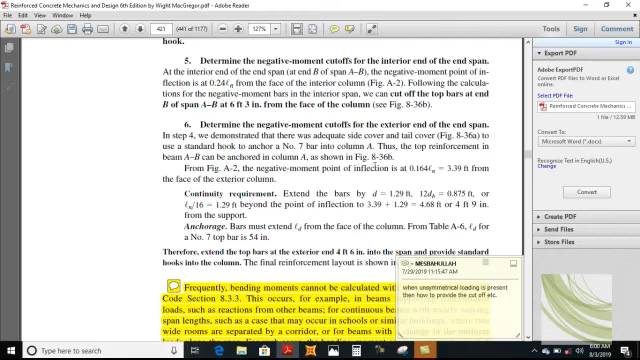 Reinforced Concrete Mechanics and Design 6th Edition by Wight MacGregor.pdf - Adobe Reader
File Edit View Window Help
421 (441 of 1177) 127%
Tools Sign Comment
Sign In
hook.
5. Determine the negative-moment cutoffs for the interior end of the end span.
At the interior end of the end span (at end B of span A–B), the negative-moment point of in-
flection is at 0.24ℓn from the face of the interior column (Fig. A-2). Following the calcula-
tions for the negative-moment bars in the interior span, we can cut off the top bars at end
B of span A–B at 6 ft 3 in. from the face of the column (see Fig. 8-36b).
6. Determine the negative-moment cutoffs for the exterior end of the end span.
In step 4, we demonstrated that there was adequate side cover and tail cover (Fig. 8-36a) to
use a standard hook to anchor a No. 7 bar into column A. Thus, the top reinforcement in
beam A–B can be anchored in column A, as shown in Fig. 8-36b.
From Fig. A-2, the negative-moment point of inflection is at 0.164ℓn = 3.39 ft from
the face of the exterior column.
Continuity requirement. Extend the bars by d = 1.29 ft, 12db = 0.875 ft, or
ℓn/16 = 1.29 ft beyond the point of inflection to 3.39 + 1.29 = 4.68 ft or 4 ft 9 in.
from the support.
Anchorage. Bars must extend ℓd from the face of the column. From Table A-6, ℓd for
a No. 7 top bar is 54 in.
Therefore, extend the top bars at the exterior end 4 ft 6 in. into the span and provide standard
hooks into the column. The final reinforcement layout is shown in
Frequently, bending moments cannot be calculated with
Code Section 8.3.3. This occurs, for example, in beams
loads, such as reactions from other beams; for continuous
span lengths, such as a case that may occur in schools or similar
wide rooms are separated by a corridor, or for beams with
MESBAHULLAH
7/29/2019 11:15:47 AM
when unsymmetrical loading is present
then how to provide the cut off etc.
Export PDF
Adobe ExportPDF
Convert PDF files to Word or Excel online.
Select PDF File:
Reinforced Concrete Mechanics and Design
1 file / 12.39 MB
Convert To:
Microsoft Word (*.docx)
Recognize Text in English(U.S.)
Change
Convert
Create PDF
Edit PDF
Send Files
Store Files
6:00 AM
8/3/2019